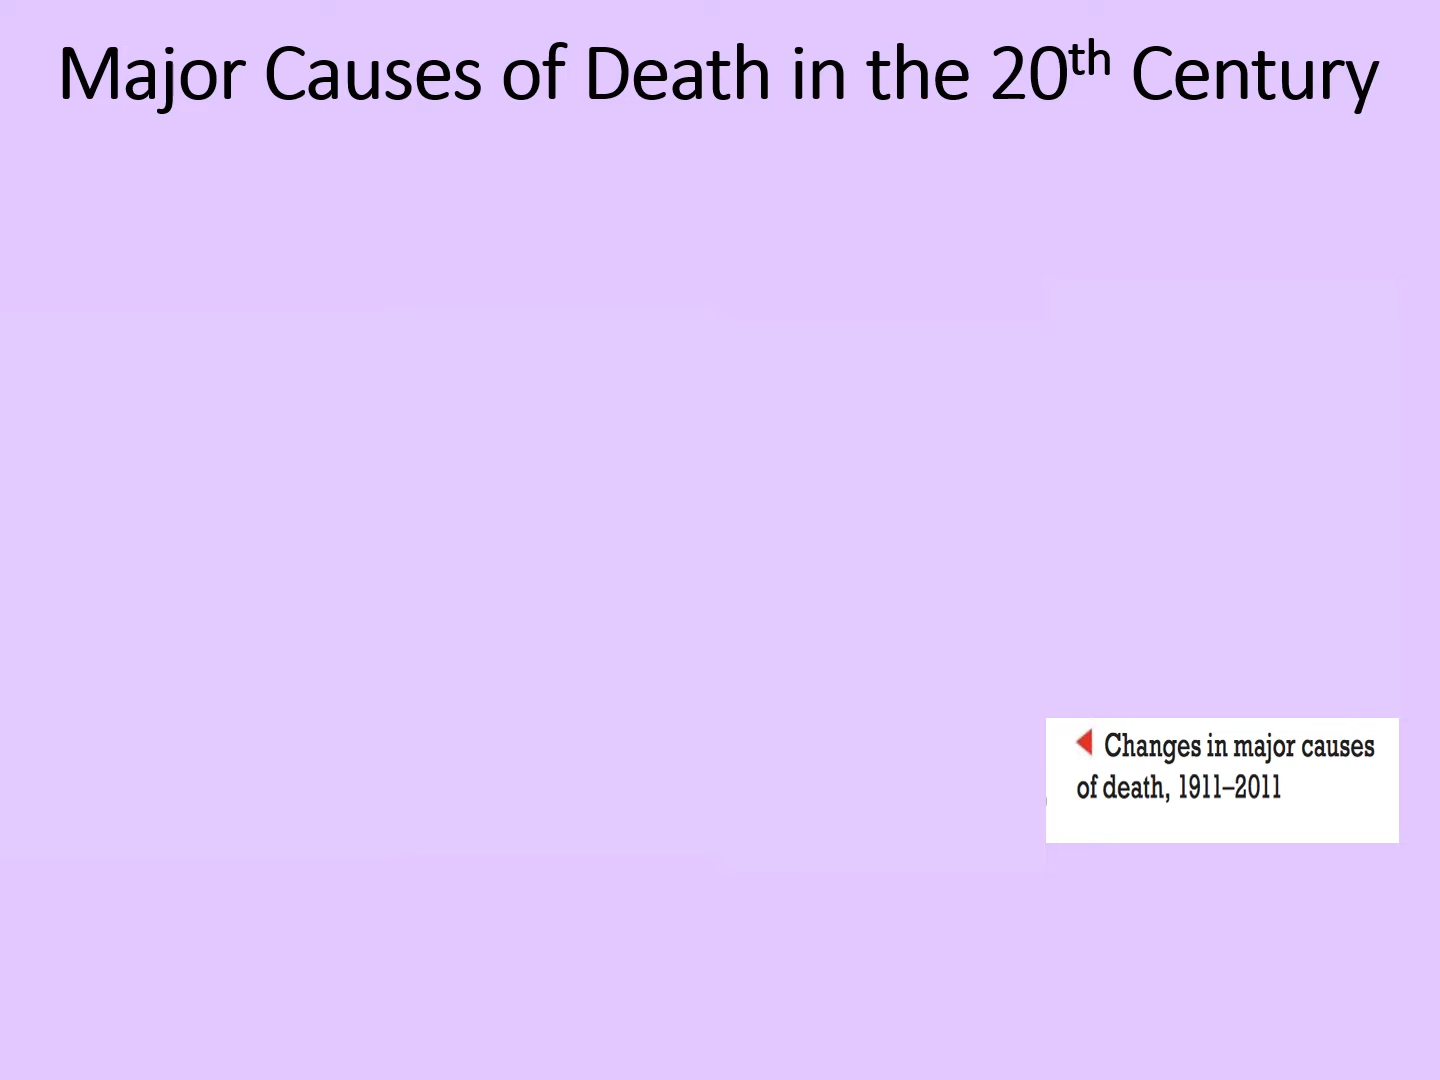 Major Causes of Death in the 20th Century
Changes in major causes
of death, 1911–2011